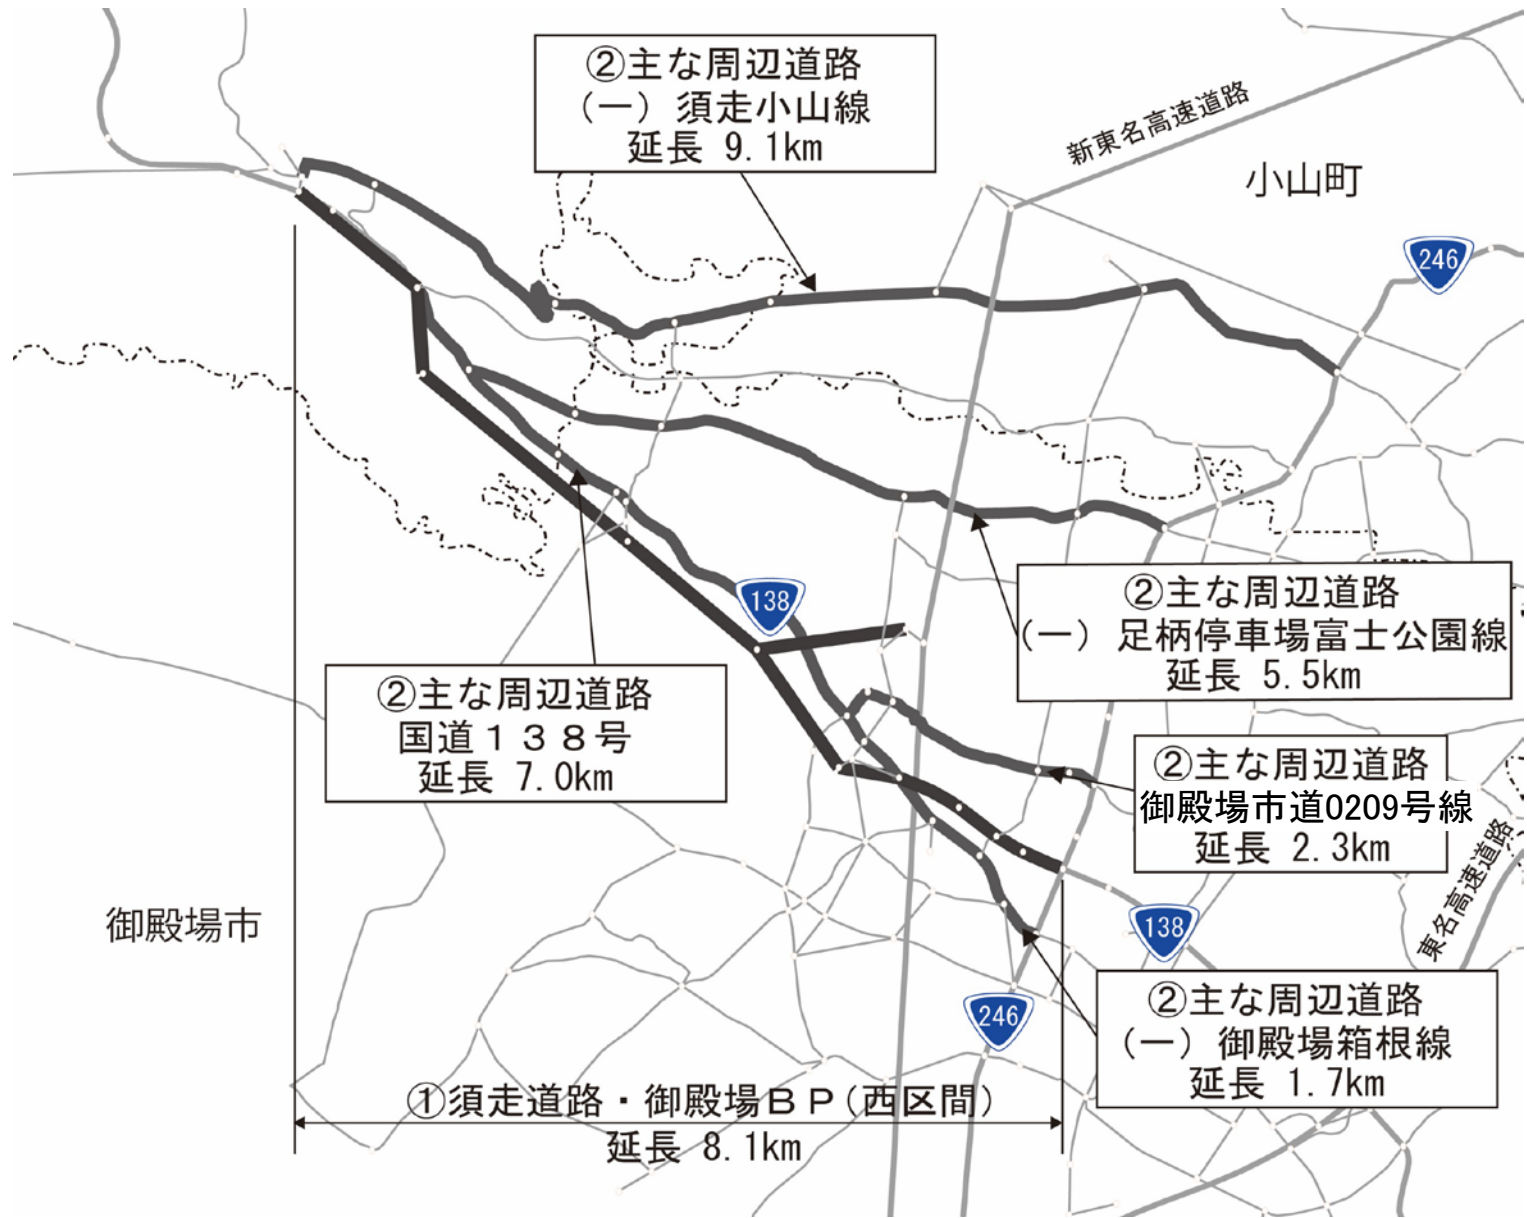 ②主な周辺道路
(一) 須走小山線
延長 9.1km
新東名高速道路
小山町
246
138
②主な周辺道路
(一) 足柄停車場富士公園線
延長 5.5km
②主な周辺道路
国道138号
延長 7.0km
②主な周辺道路
御殿場市道0209号線
延長 2.3km
東名高速道路
御殿場市
138
②主な周辺道路
(一) 御殿場箱根線
延長 1.7km
246
①須走道路・御殿場BP(西区間)
延長 8.1km